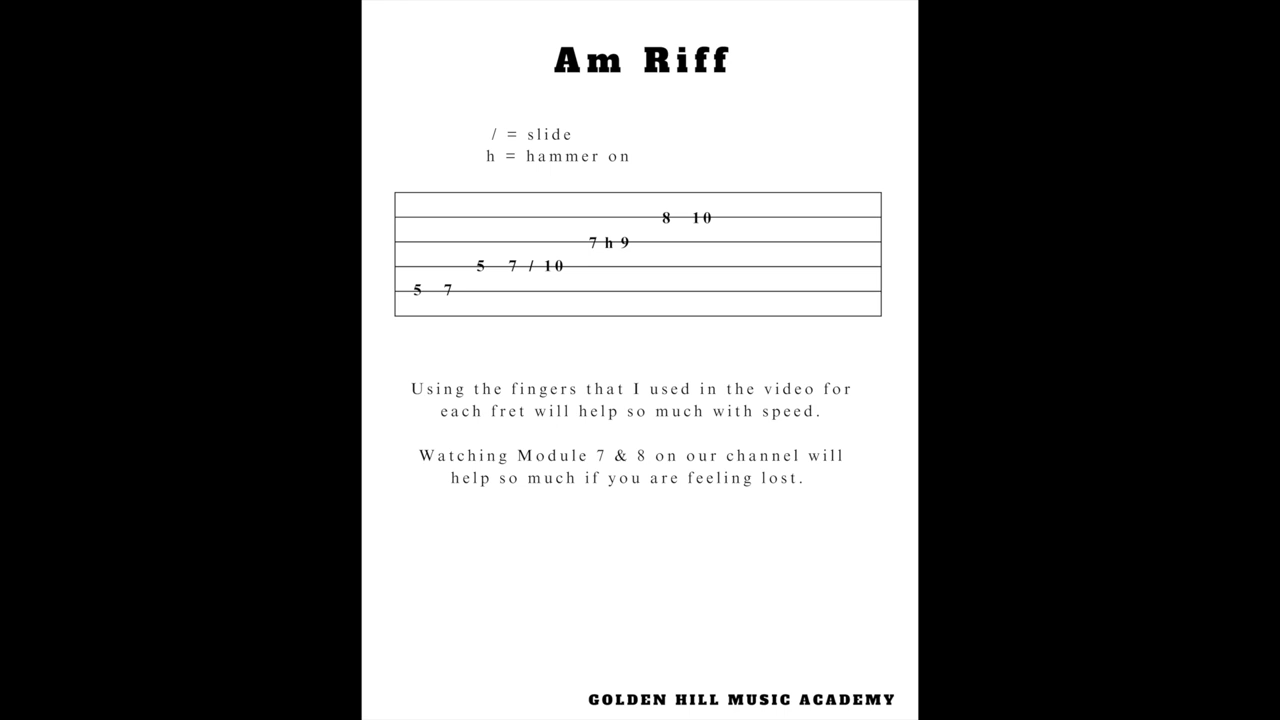 Am Riff
/ = slide
h = hammer on
8 10
7 h 9
5 7 / 10
5 7
Using the fingers that I used in the video for
each fret will help so much with speed.
Watching Module 7 & 8 on our channel will
help so much if you are feeling lost.
GOLDEN HILL MUSIC ACADEMY